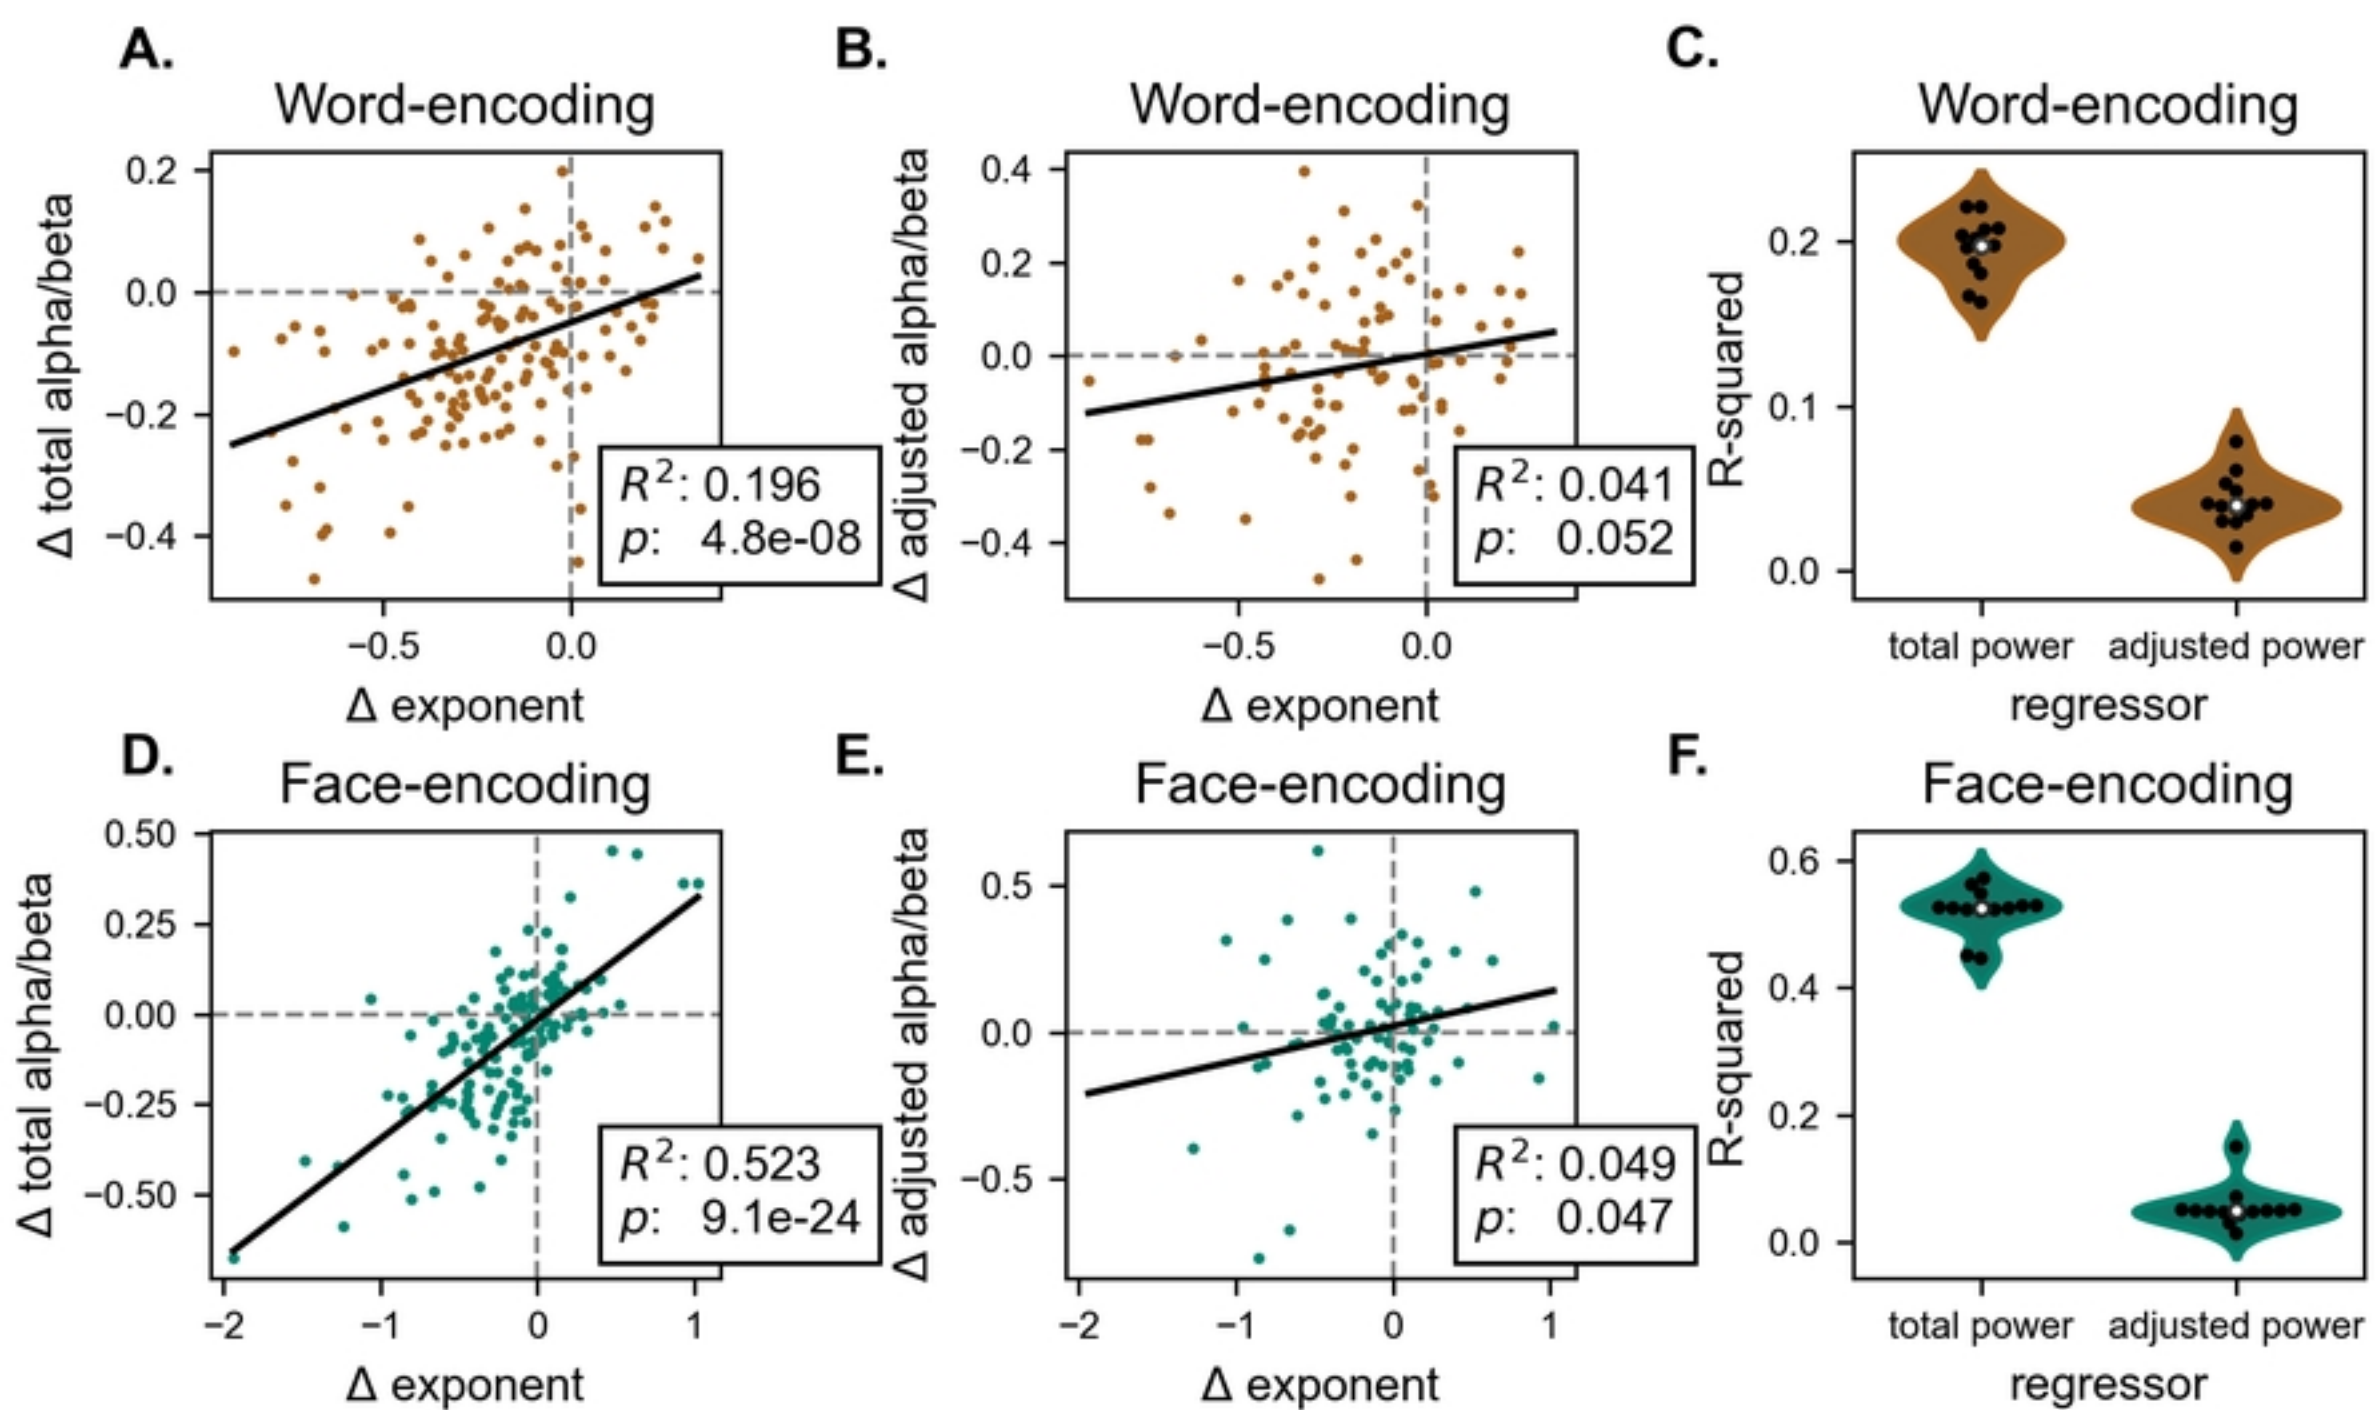 A.
Word-encoding
0.2
0.0
−0.2
−0.4
Δ total alpha/beta
R²: 0.196
p: 4.8e-08
−0.5 0.0
Δ exponent
B.
Word-encoding
0.4
0.2
0.0
−0.2
−0.4
Δ adjusted alpha/beta
R²: 0.041
p: 0.052
−0.5 0.0
Δ exponent
C.
Word-encoding
0.2
0.1
0.0
R-squared
total power adjusted power
regressor
D.
Face-encoding
0.50
0.25
0.00
−0.25
−0.50
Δ total alpha/beta
R²: 0.523
p: 9.1e-24
−2 −1 0 1
Δ exponent
E.
Face-encoding
0.5
0.0
−0.5
Δ adjusted alpha/beta
R²: 0.049
p: 0.047
−2 −1 0 1
Δ exponent
F.
Face-encoding
0.6
0.4
0.2
0.0
R-squared
total power adjusted power
regressor